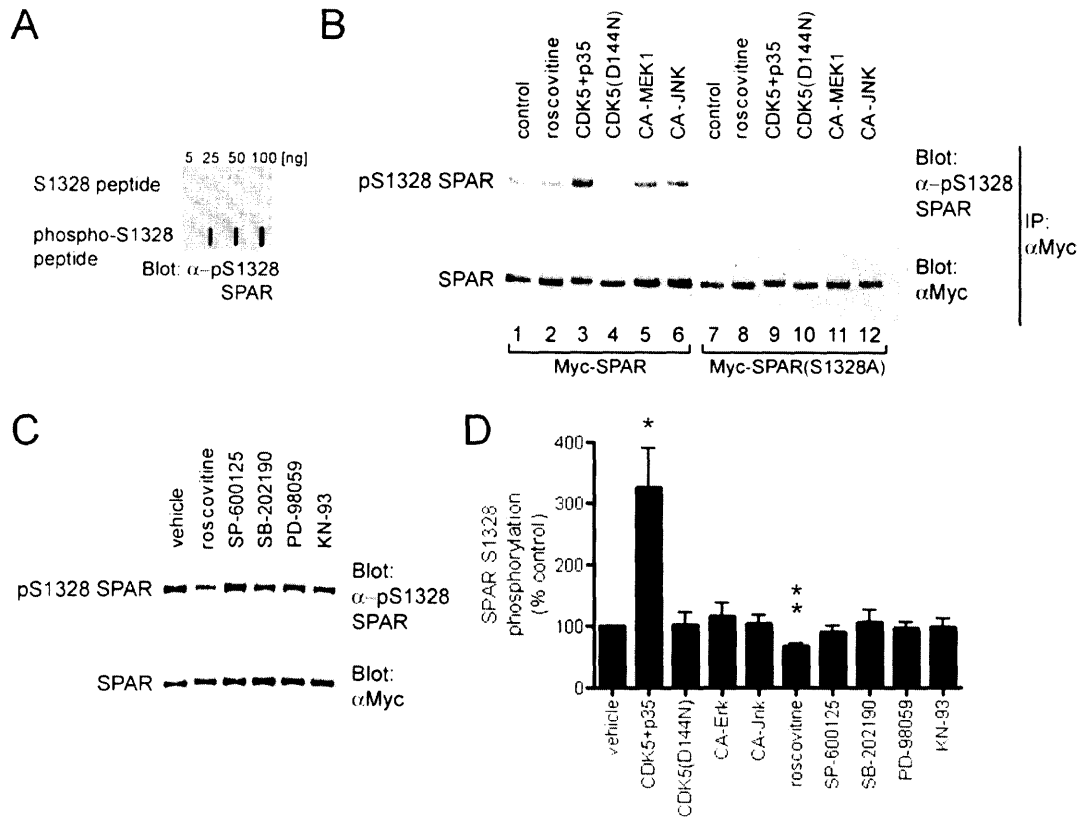 A
5 25 50 100 [ng]
S1328 peptide
phospho-S1328
peptide
Blot: α-pS1328
SPAR
B
control
roscovitine
CDK5+p35
CDK5(D144N)
CA-MEK1
CA-JNK
control
roscovitine
CDK5+p35
CDK5(D144N)
CA-MEK1
CA-JNK
pS1328 SPAR
Blot:
α-pS1328
SPAR
IP:
αMyc
SPAR
Blot:
αMyc
1 2 3 4 5 6 7 8 9 10 11 12
Myc-SPAR
Myc-SPAR(S1328A)
C
vehicle
roscovitine
SP-600125
SB-202190
PD-98059
KN-93
pS1328 SPAR
Blot:
α-pS1328
SPAR
SPAR
Blot:
αMyc
D
SPAR S1328
phosphorylation
(% control)
400
300
200
100
0
*
*
*
vehicle
CDK5+p35
CDK5(D144N)
CA-Erk
CA-Jnk
roscovitine
SP-600125
SB-202190
PD-98059
KN-93